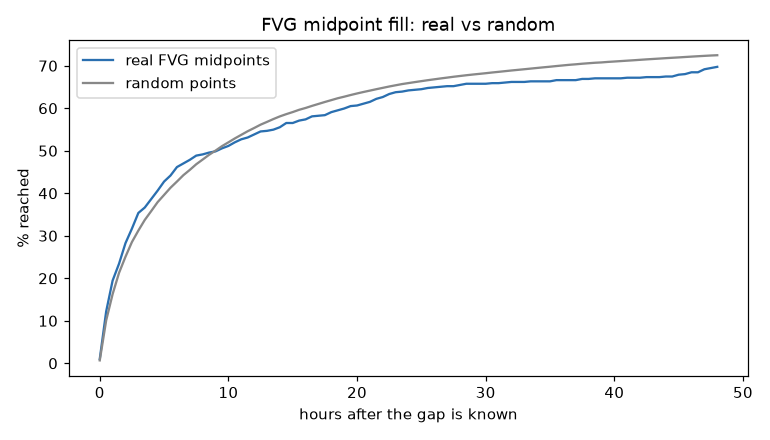 FVG midpoint fill: real vs random
real FVG midpoints
random points
% reached
70
60
50
40
30
20
10
0
0 10 20 30 40 50
hours after the gap is known